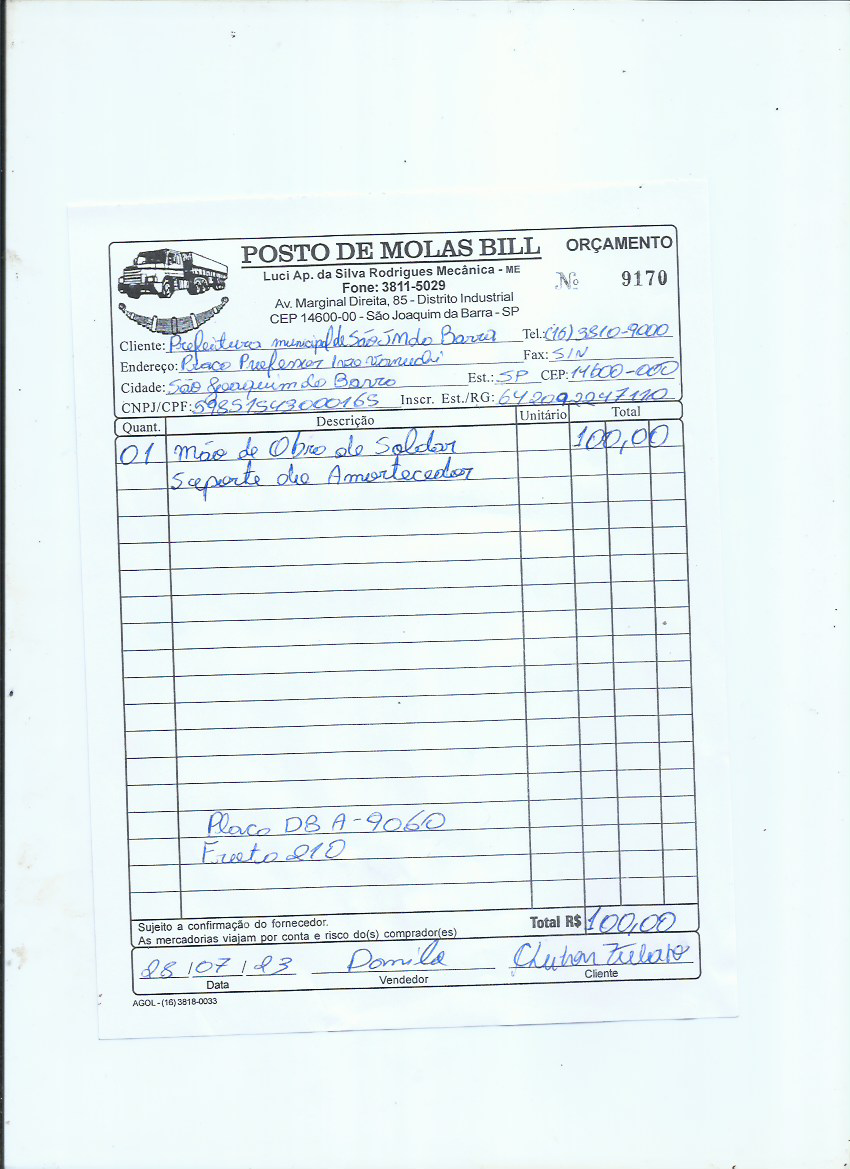 POSTO DE MOLAS BILL
ORÇAMENTO
Luci Ap. da Silva Rodrigues Mecânica - ME
Nº 9170
Fone: 3811-5029
Av. Marginal Direita, 85 - Distrito Industrial
CEP 14600-00 - São Joaquim da Barra - SP
Cliente: Prefeitura municipal de São JM da Barra Tel.: (16) 3810-9000
Endereço: Praça Professor Fax: S/N
Cidade: São Joaquim da Barra Est.: SP CEP: 14600-000
CNPJ/CPF: 59851543000165 Inscr. Est./RG: 642092247110
Quant. Descrição Unitário Total
01 Mão de Obra de Soldar 100,00
Suporte de Amortecedor
Placa DBA-9060
Frota 210
Sujeito a confirmação do fornecedor.
As mercadorias viajam por conta e risco do(s) comprador(es)
Total R$ 100,00
28/07/23
Data Vendedor Cliente
AGOL - (16) 3818-0033